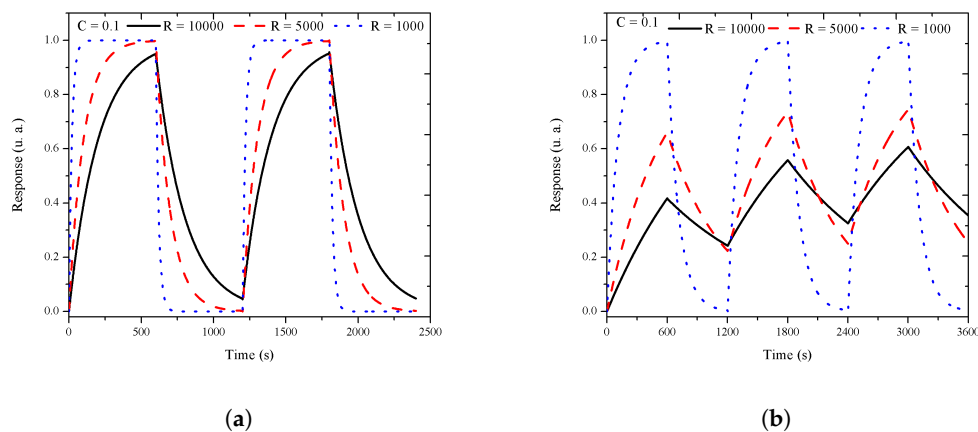 C = 0.1 R = 10000 R = 5000 R = 1000
1.0
0.8
0.6
0.4
0.2
0.0
Response (u. a.)
0 500 1000 1500 2000 2500
Time (s)
(a)
C = 0.1
R = 10000 R = 5000 R = 1000
1.0
0.8
0.6
0.4
0.2
0.0
Response (u. a.)
0 600 1200 1800 2400 3000 3600
Time (s)
(b)